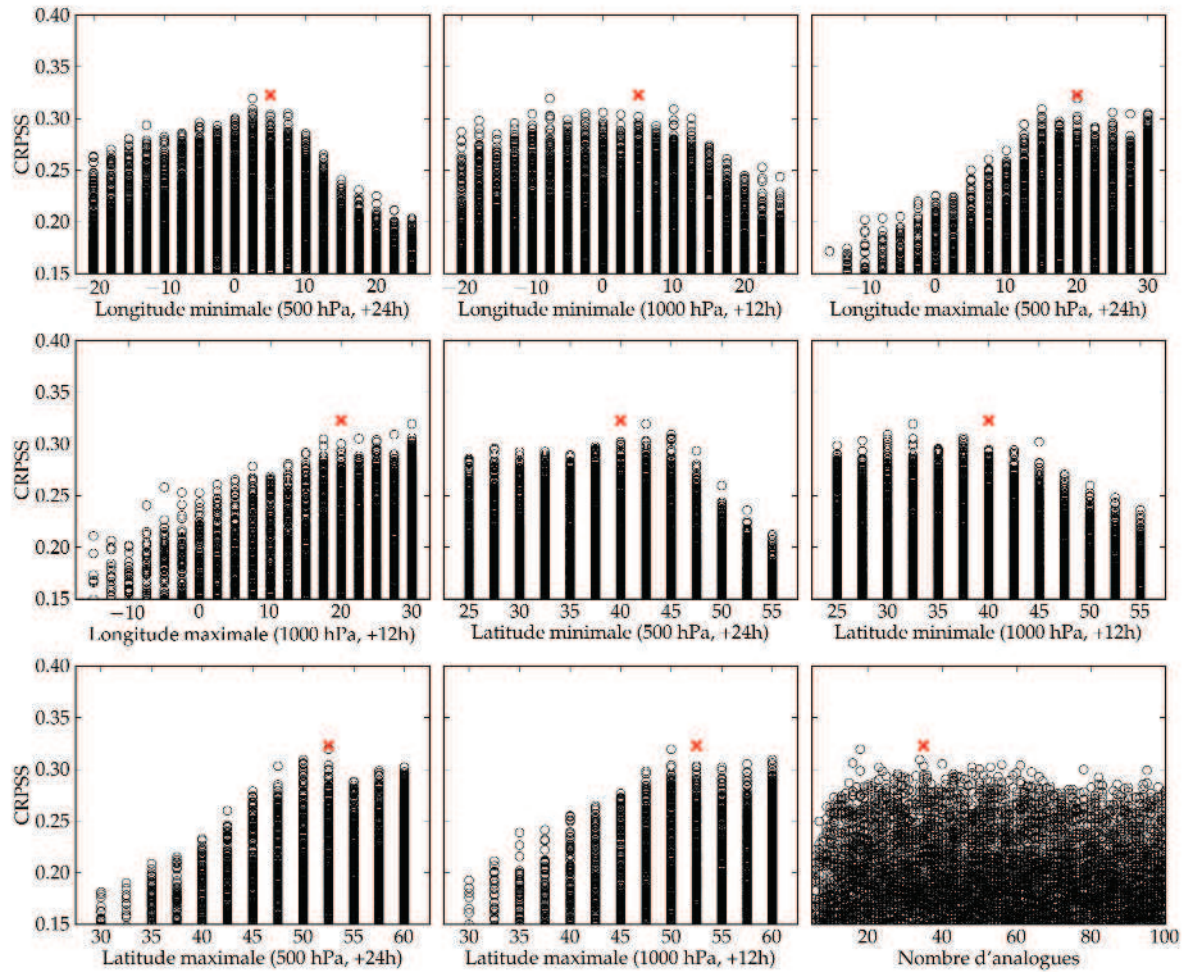 0.40
0.35
0.30
0.25
0.20
0.15
CRPSS
−20 −10 0 10 20
Longitude minimale (500 hPa, +24h)
−20 −10 0 10 20
Longitude minimale (1000 hPa, +12h)
−10 0 10 20 30
Longitude maximale (500 hPa, +24h)
0.40
0.35
0.30
0.25
0.20
0.15
CRPSS
−10 0 10 20 30
Longitude maximale (1000 hPa, +12h)
25 30 35 40 45 50 55
Latitude minimale (500 hPa, +24h)
25 30 35 40 45 50 55
Latitude minimale (1000 hPa, +12h)
0.40
0.35
0.30
0.25
0.20
0.15
CRPSS
30 35 40 45 50 55 60
Latitude maximale (500 hPa, +24h)
30 35 40 45 50 55 60
Latitude maximale (1000 hPa, +12h)
20 40 60 80 100
Nombre d'analogues